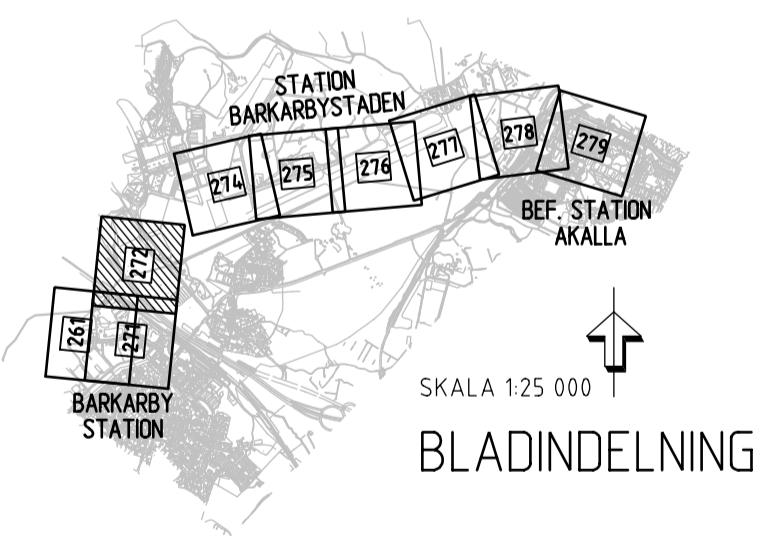 STATION
BARKARBYSTADEN
274
275
276
277
278
279
BEF. STATION
AKALLA
272
261
271
BARKARBY
STATION
SKALA 1:25 000
BLADINDELNING